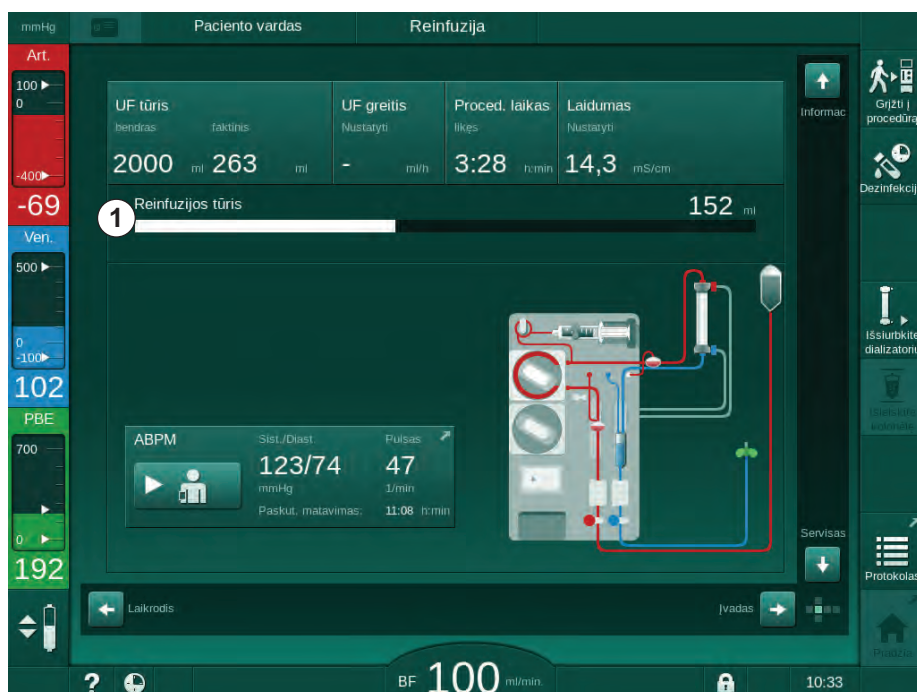 mmHg Paciento vardas Reinfuzija
Art.
100
0
-400
-69
Ven.
500
0
-100
102
PBE
700
0
192
UF tūris
bendras faktinis
2000 ml 263 ml
UF greitis
Nustatyti
- ml/h
Proced. laikas
likęs
3:28 h:min
Laidumas
Nustatyti
14,3 mS/cm
1 Reinfuzijos tūris 152 ml
ABPM Sist./Diast. Pulsas
123/74 47
mmHg 1/min
Paskut. matavimas: 11:08 h:min
Informac
Servisas
Grįžti į
procedūrą
Dezinfekcij
Išsiurbkite
dializatorių
Protokolas
Pradžia
Laikrodis Įvadas
? BF 100 ml/min. 10:33